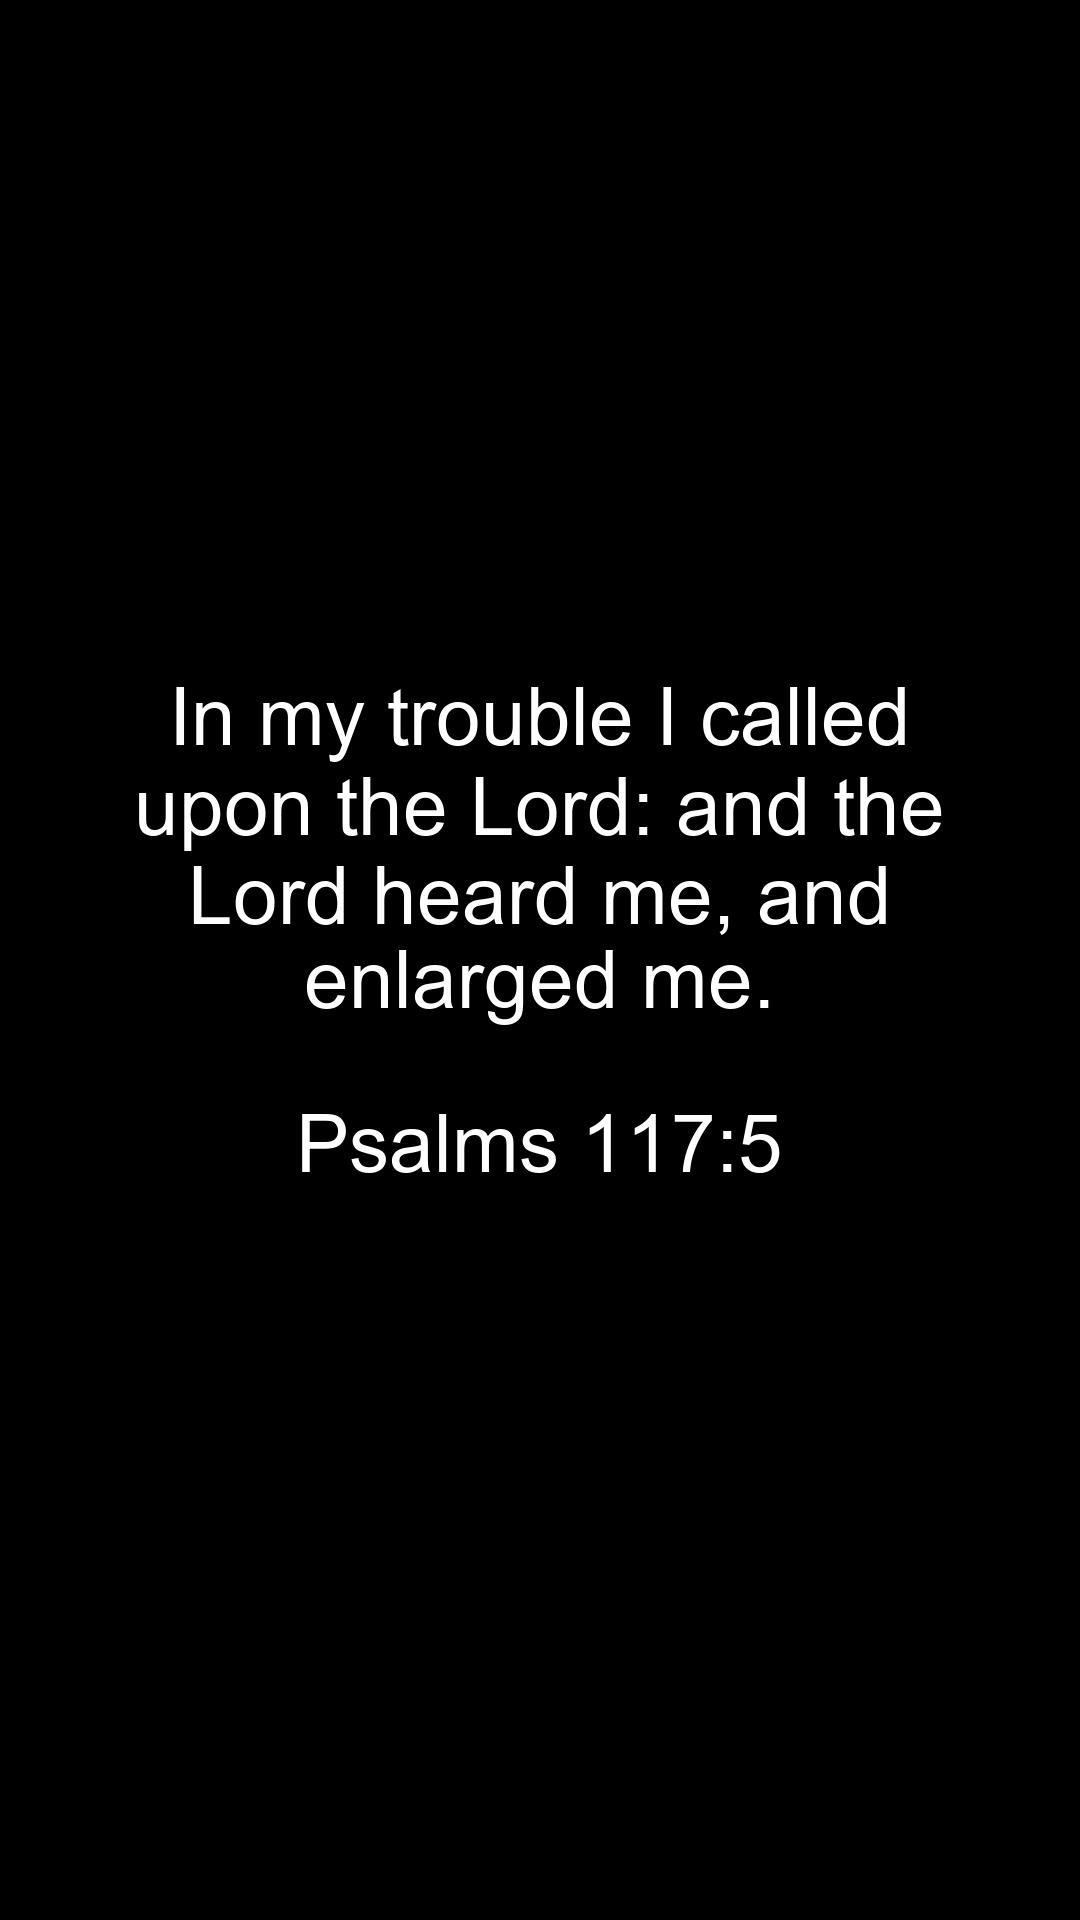 In my trouble I called
upon the Lord: and the
Lord heard me, and
enlarged me.
Psalms 117:5